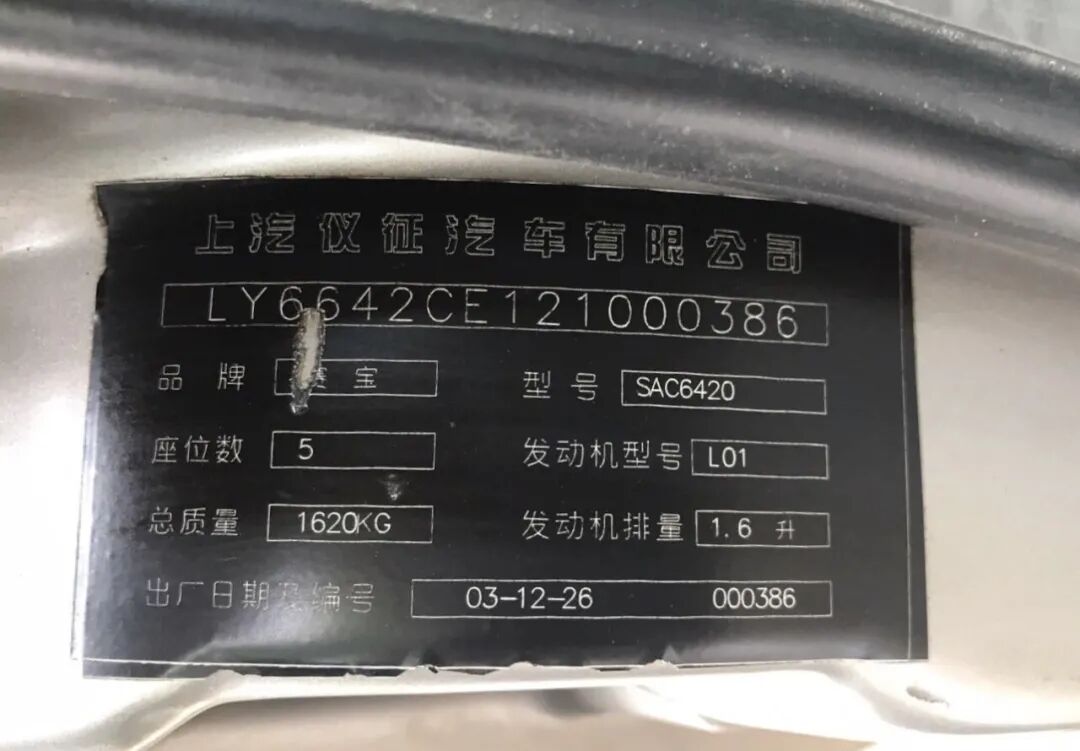 上汽仪征汽车有限公司
LY6642CE121000386
品牌 赛宝 型号 SAC6420
座位数 5 发动机型号 L01
总质量 1620KG 发动机排量 1.6 升
出厂日期及编号 03-12-26 000386